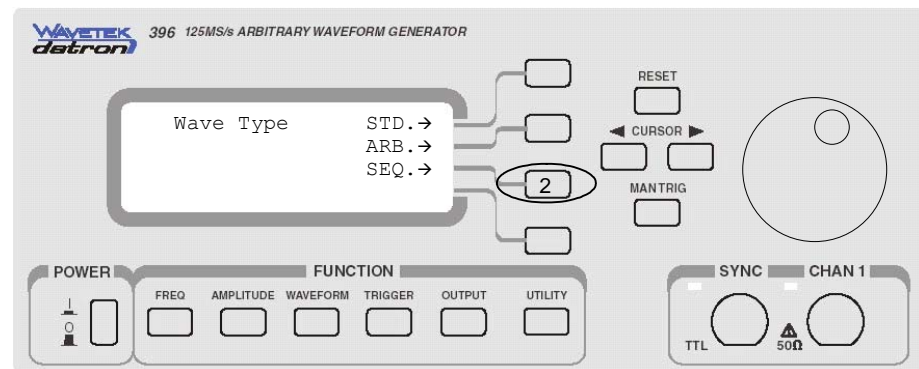 WAVETEK 396 125MS/s ARBITRARY WAVEFORM GENERATOR
datron
RESET
Wave Type STD.→
ARB.→
◀ CURSOR ▶
SEQ.→
2
MAN TRIG
POWER FUNCTION SYNC CHAN 1
FREQ AMPLITUDE WAVEFORM TRIGGER OUTPUT UTILITY
I
O
TTL 50Ω